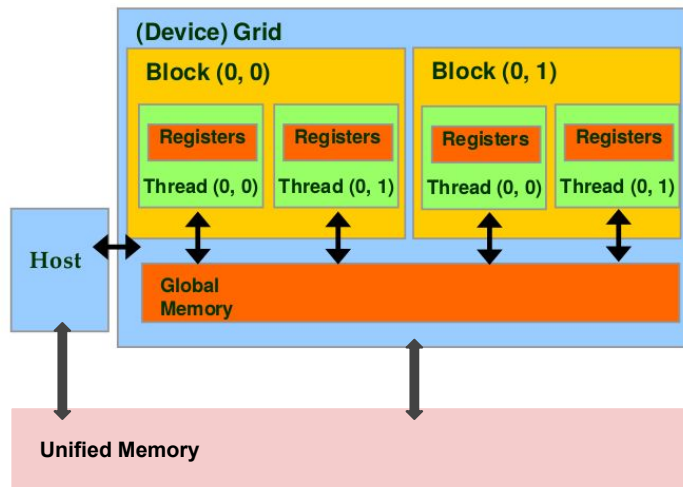 (Device) Grid
Block (0, 0)
Block (0, 1)
Registers
Registers
Registers
Registers
Thread (0, 0)
Thread (0, 1)
Thread (0, 0)
Thread (0, 1)
Host
Global
Memory
Unified Memory